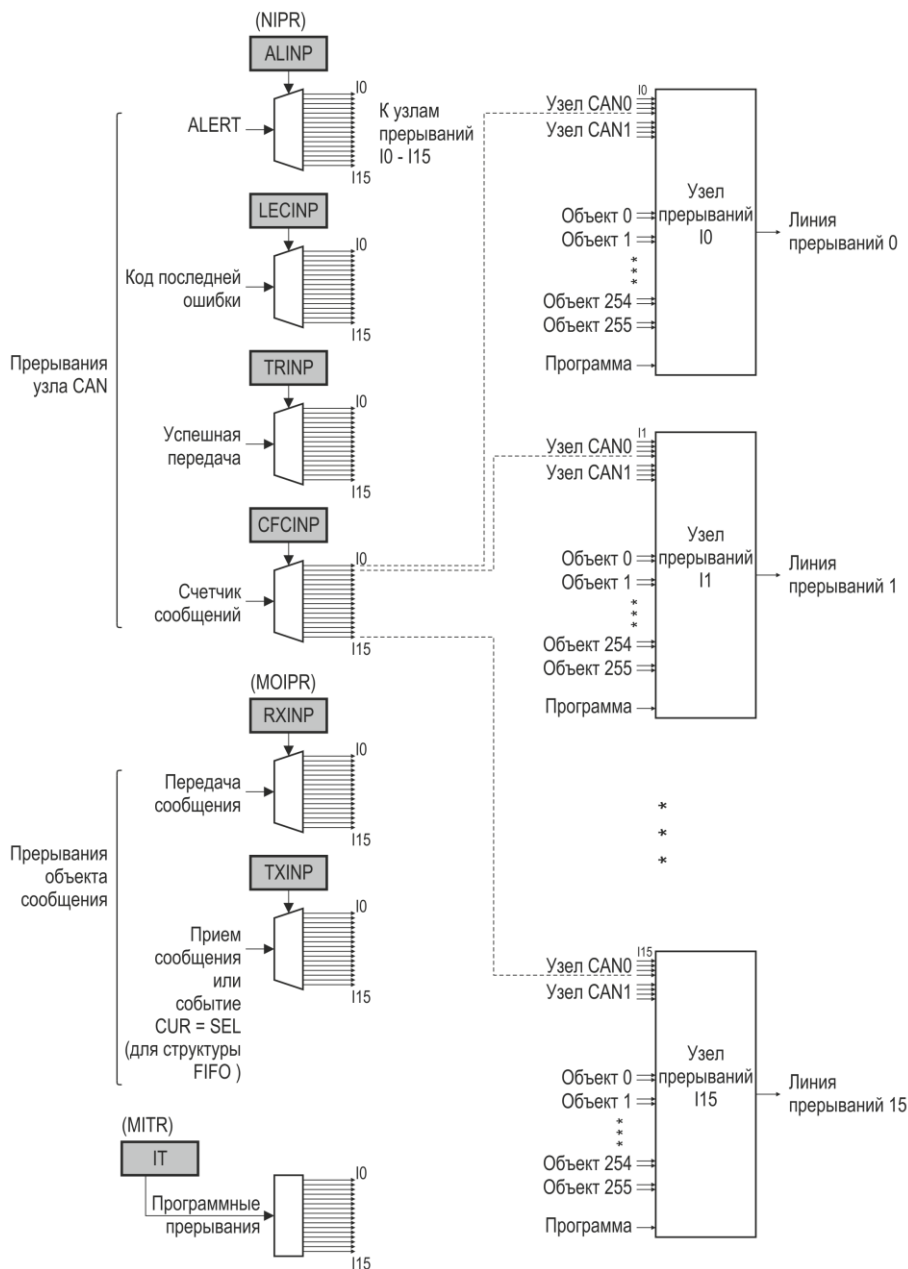 (NIPR)
ALINP
I0
ALERT
К узлам
прерываний
I0 - I15
I15
LECINP
I0
Код последней
ошибки
I15
Прерывания
узла CAN
TRINP
I0
Успешная
передача
I15
CFCINP
I0
Счетчик
сообщений
I15
(MOIPR)
RXINP
I0
Передача
сообщения
I15
Прерывания
объекта
сообщения
TXINP
I0
Прием
сообщения
или
событие
CUR = SEL
(для структуры
FIFO )
I15
(MITR)
IT
I0
Программные
прерывания
I15
I0
Узел CAN0
Узел CAN1
Узел
прерываний
I0
Объект 0
Объект 1
* * *
Объект 254
Объект 255
Программа
Линия
прерываний 0
I1
Узел CAN0
Узел CAN1
Узел
прерываний
I1
Объект 0
Объект 1
* * *
Объект 254
Объект 255
Программа
Линия
прерываний 1
*
*
*
I15
Узел CAN0
Узел CAN1
Узел
прерываний
I15
Объект 0
Объект 1
* * *
Объект 254
Объект 255
Программа
Линия
прерываний 15